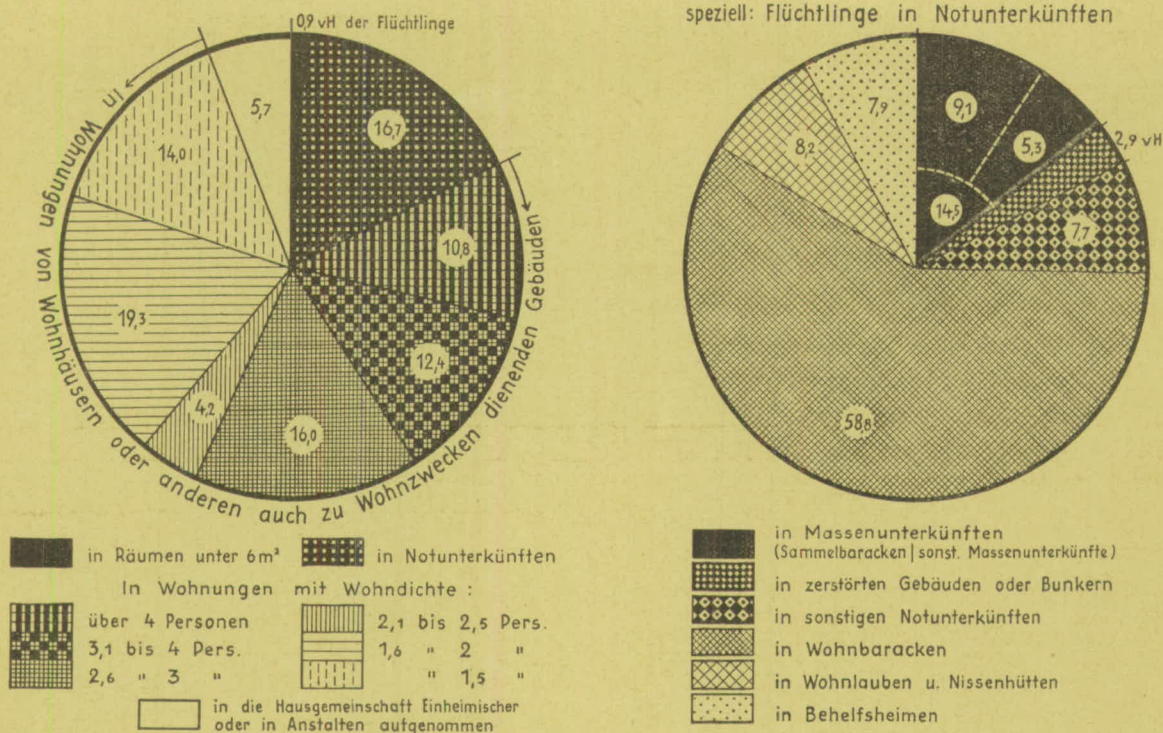 0,9 vH der Flüchtlinge
16,7
10,8
12,4
16,0
4,2
19,3
14,0
5,7
in Wohnungen von Wohnhäusern oder anderen auch zu Wohnzwecken dienenden Gebäuden
in Räumen unter 6m²
in Notunterkünften
In Wohnungen mit Wohndichte :
über 4 Personen
3,1 bis 4 Pers.
2,6 " 3 "
2,1 bis 2,5 Pers.
1,6 " 2 "
" 1,5 "
in die Hausgemeinschaft Einheimischer
oder in Anstalten aufgenommen
speziell: Flüchtlinge in Notunterkünften
9,1
5,3
14,5
2,9 vH
7,7
58,8
8,2
7,9
in Massenunterkünften
(Sammelbaracken | sonst. Massenunterkünfte)
in zerstörten Gebäuden oder Bunkern
in sonstigen Notunterkünften
in Wohnbaracken
in Wohnlauben u. Nissenhütten
in Behelfsheimen